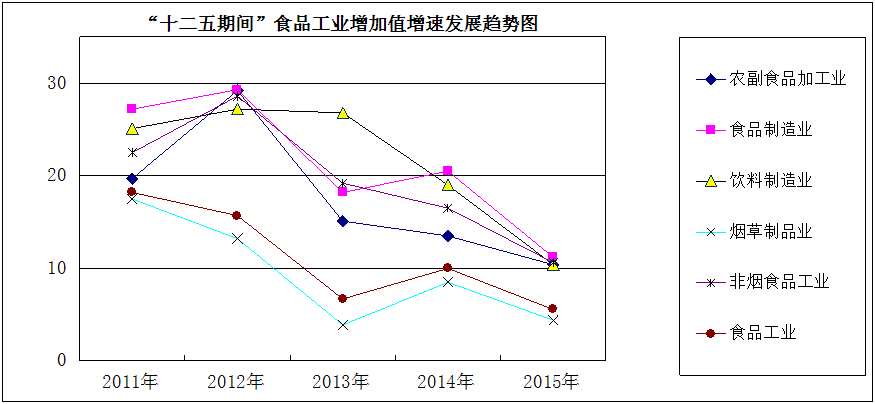 “十二五期间”食品工业增加值增速发展趋势图
30
20
10
0
2011年
2012年
2013年
2014年
2015年
农副食品加工业
食品制造业
饮料制造业
烟草制品业
非烟食品工业
食品工业